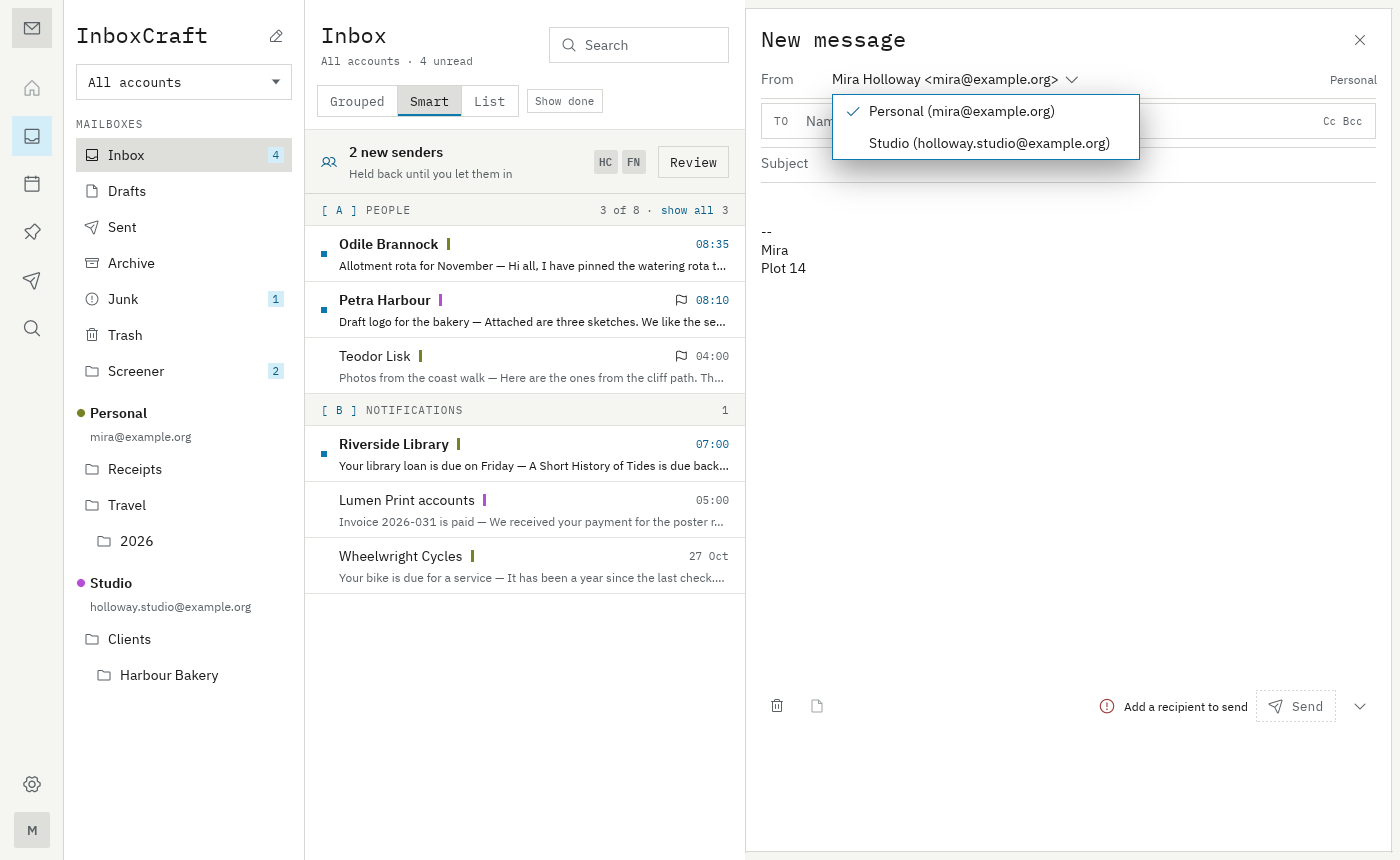 InboxCraft
All accounts
MAILBOXES
Inbox 4
Drafts
Sent
Archive
Junk 1
Trash
Screener 2
Personal
mira@example.org
Receipts
Travel
2026
Studio
holloway.studio@example.org
Clients
Harbour Bakery
M
Inbox
All accounts · 4 unread
Search
Grouped Smart List Show done
2 new senders
Held back until you let them in
HC FN Review
[ A ] PEOPLE 3 of 8 · show all 3
Odile Brannock 08:35
Allotment rota for November — Hi all, I have pinned the watering rota t...
Petra Harbour 08:10
Draft logo for the bakery — Attached are three sketches. We like the se...
Teodor Lisk 04:00
Photos from the coast walk — Here are the ones from the cliff path. Th...
[ B ] NOTIFICATIONS 1
Riverside Library 07:00
Your library loan is due on Friday — A Short History of Tides is due back...
Lumen Print accounts 05:00
Invoice 2026-031 is paid — We received your payment for the poster r...
Wheelwright Cycles 27 Oct
Your bike is due for a service — It has been a year since the last check....
New message
From Mira Holloway <mira@example.org> Personal
Personal (mira@example.org)
Studio (holloway.studio@example.org)
TO Cc Bcc
Subject
--
Mira
Plot 14
Add a recipient to send Send